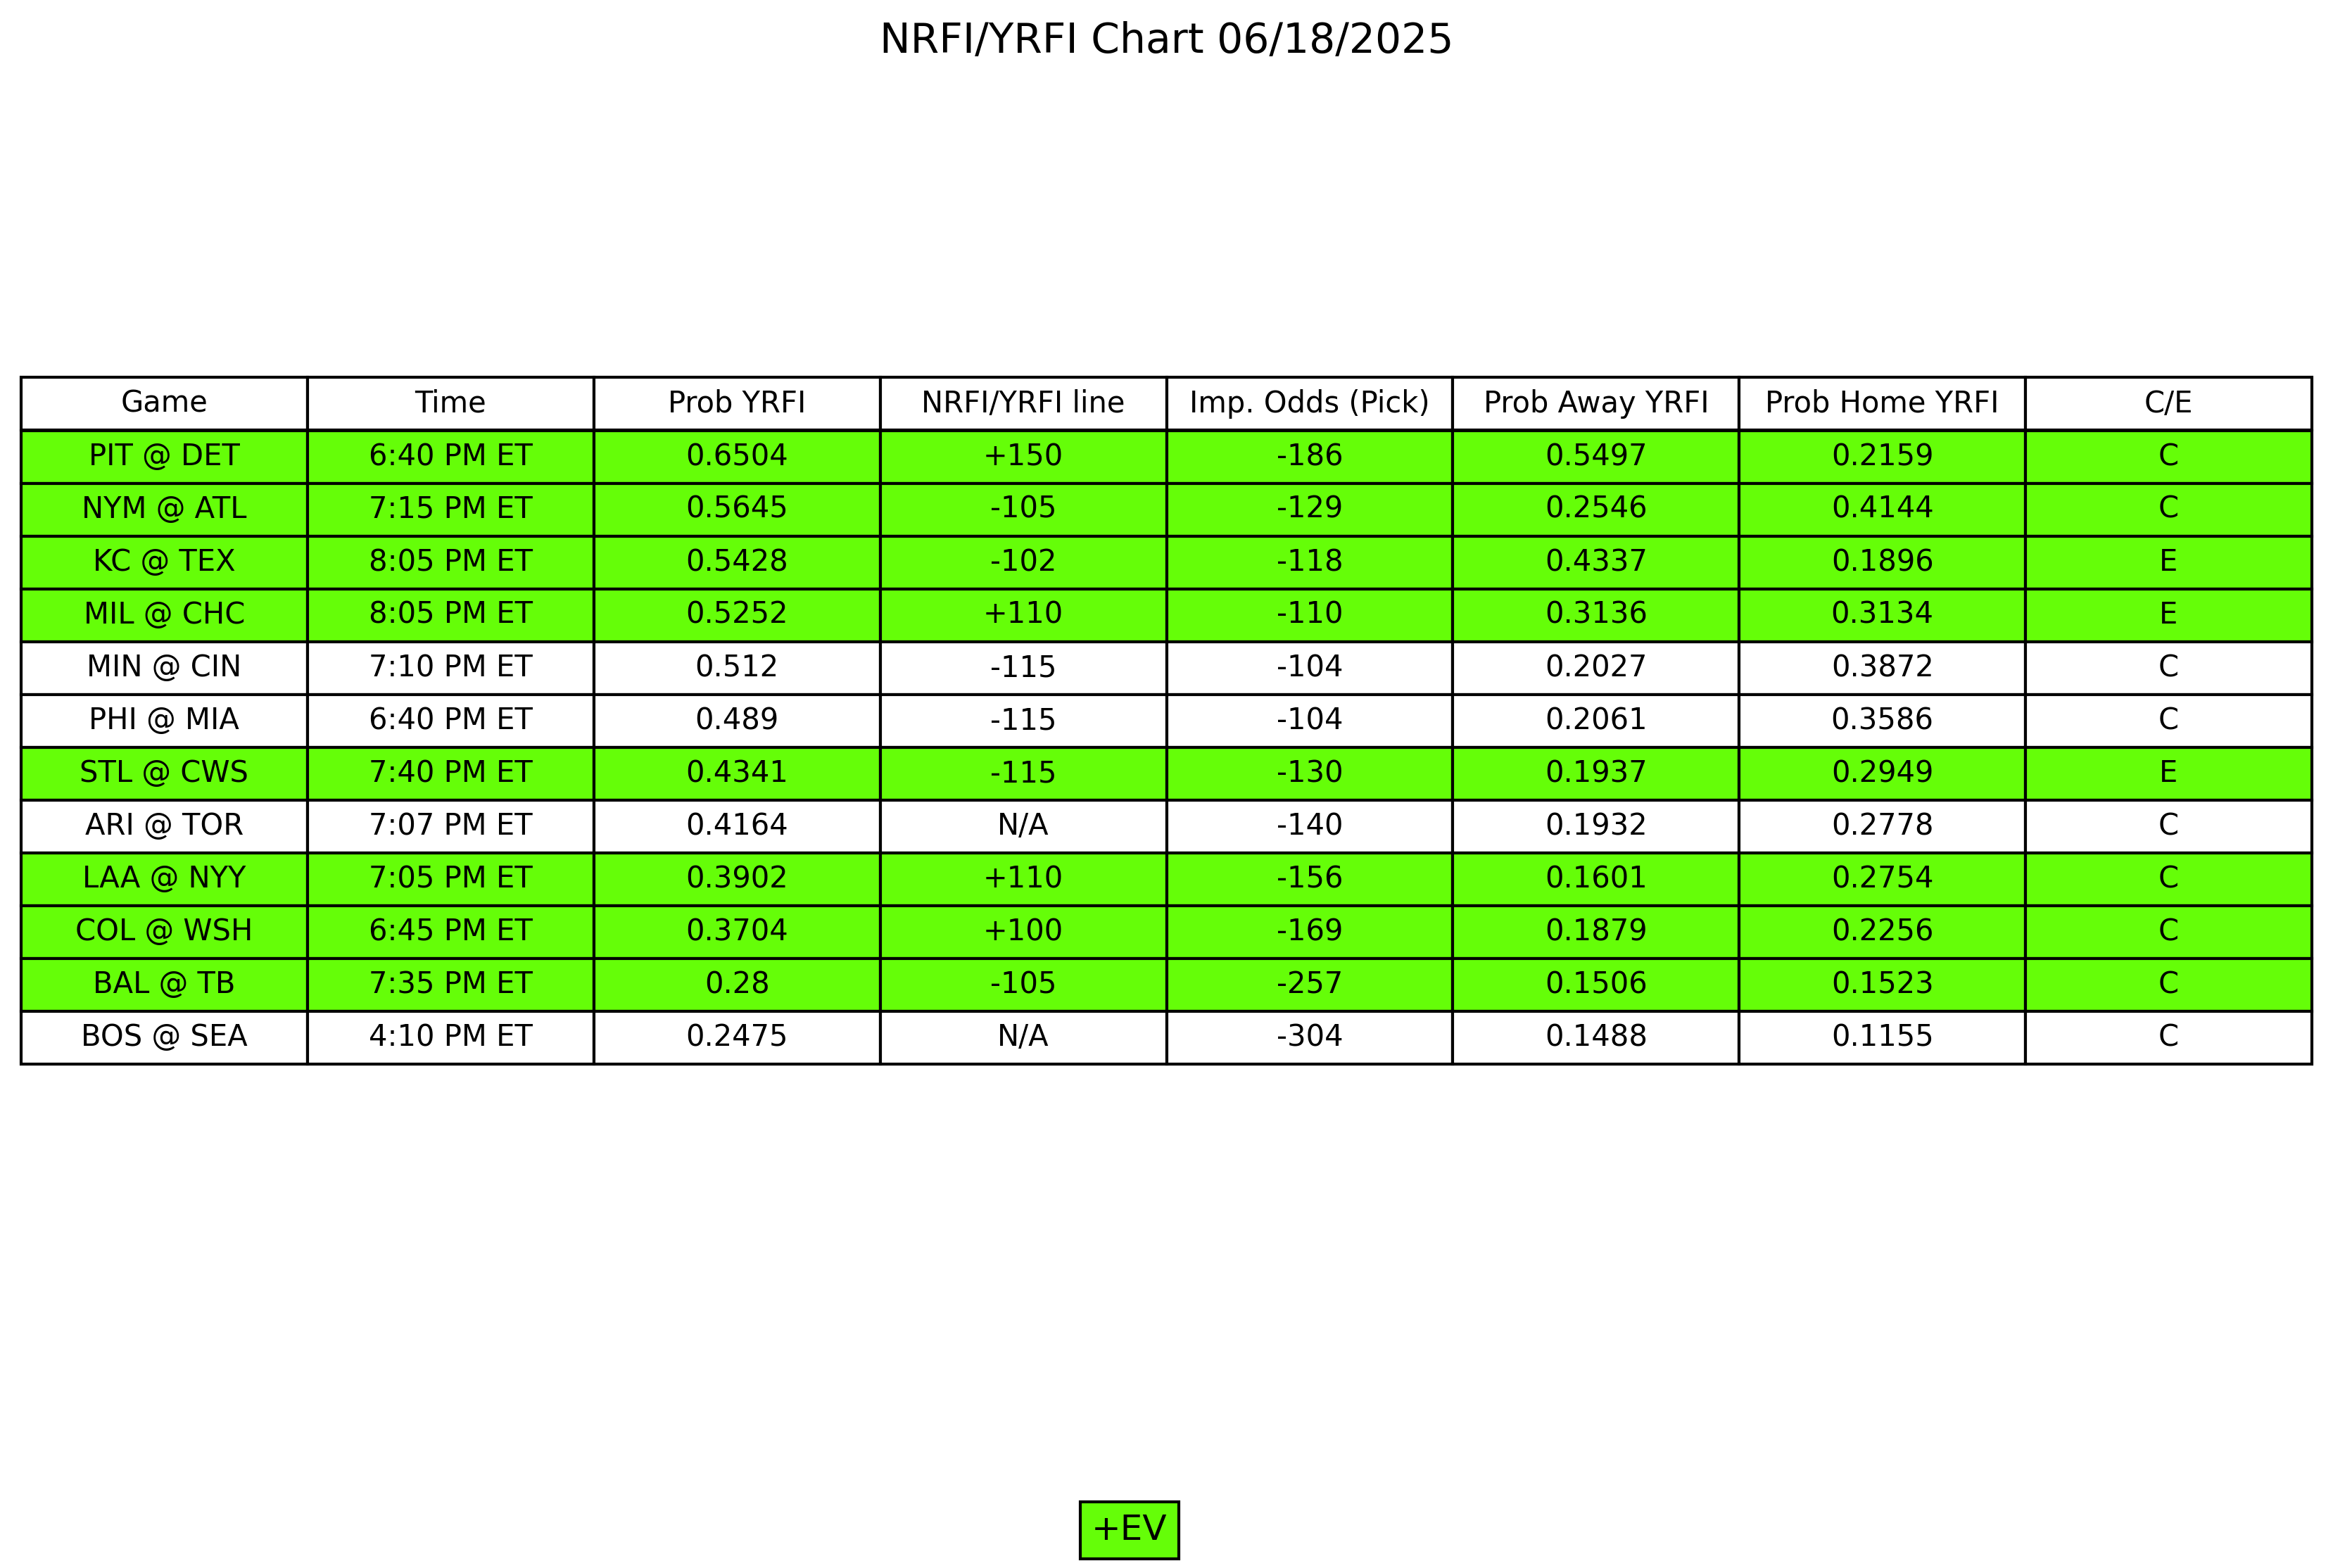 NRFI/YRFI Chart 06/18/2025
Game Time Prob YRFI NRFI/YRFI line Imp. Odds (Pick) Prob Away YRFI Prob Home YRFI C/E
PIT @ DET 6:40 PM ET 0.6504 +150 -186 0.5497 0.2159 C
NYM @ ATL 7:15 PM ET 0.5645 -105 -129 0.2546 0.4144 C
KC @ TEX 8:05 PM ET 0.5428 -102 -118 0.4337 0.1896 E
MIL @ CHC 8:05 PM ET 0.5252 +110 -110 0.3136 0.3134 E
MIN @ CIN 7:10 PM ET 0.512 -115 -104 0.2027 0.3872 C
PHI @ MIA 6:40 PM ET 0.489 -115 -104 0.2061 0.3586 C
STL @ CWS 7:40 PM ET 0.4341 -115 -130 0.1937 0.2949 E
ARI @ TOR 7:07 PM ET 0.4164 N/A -140 0.1932 0.2778 C
LAA @ NYY 7:05 PM ET 0.3902 +110 -156 0.1601 0.2754 C
COL @ WSH 6:45 PM ET 0.3704 +100 -169 0.1879 0.2256 C
BAL @ TB 7:35 PM ET 0.28 -105 -257 0.1506 0.1523 C
BOS @ SEA 4:10 PM ET 0.2475 N/A -304 0.1488 0.1155 C
+EV